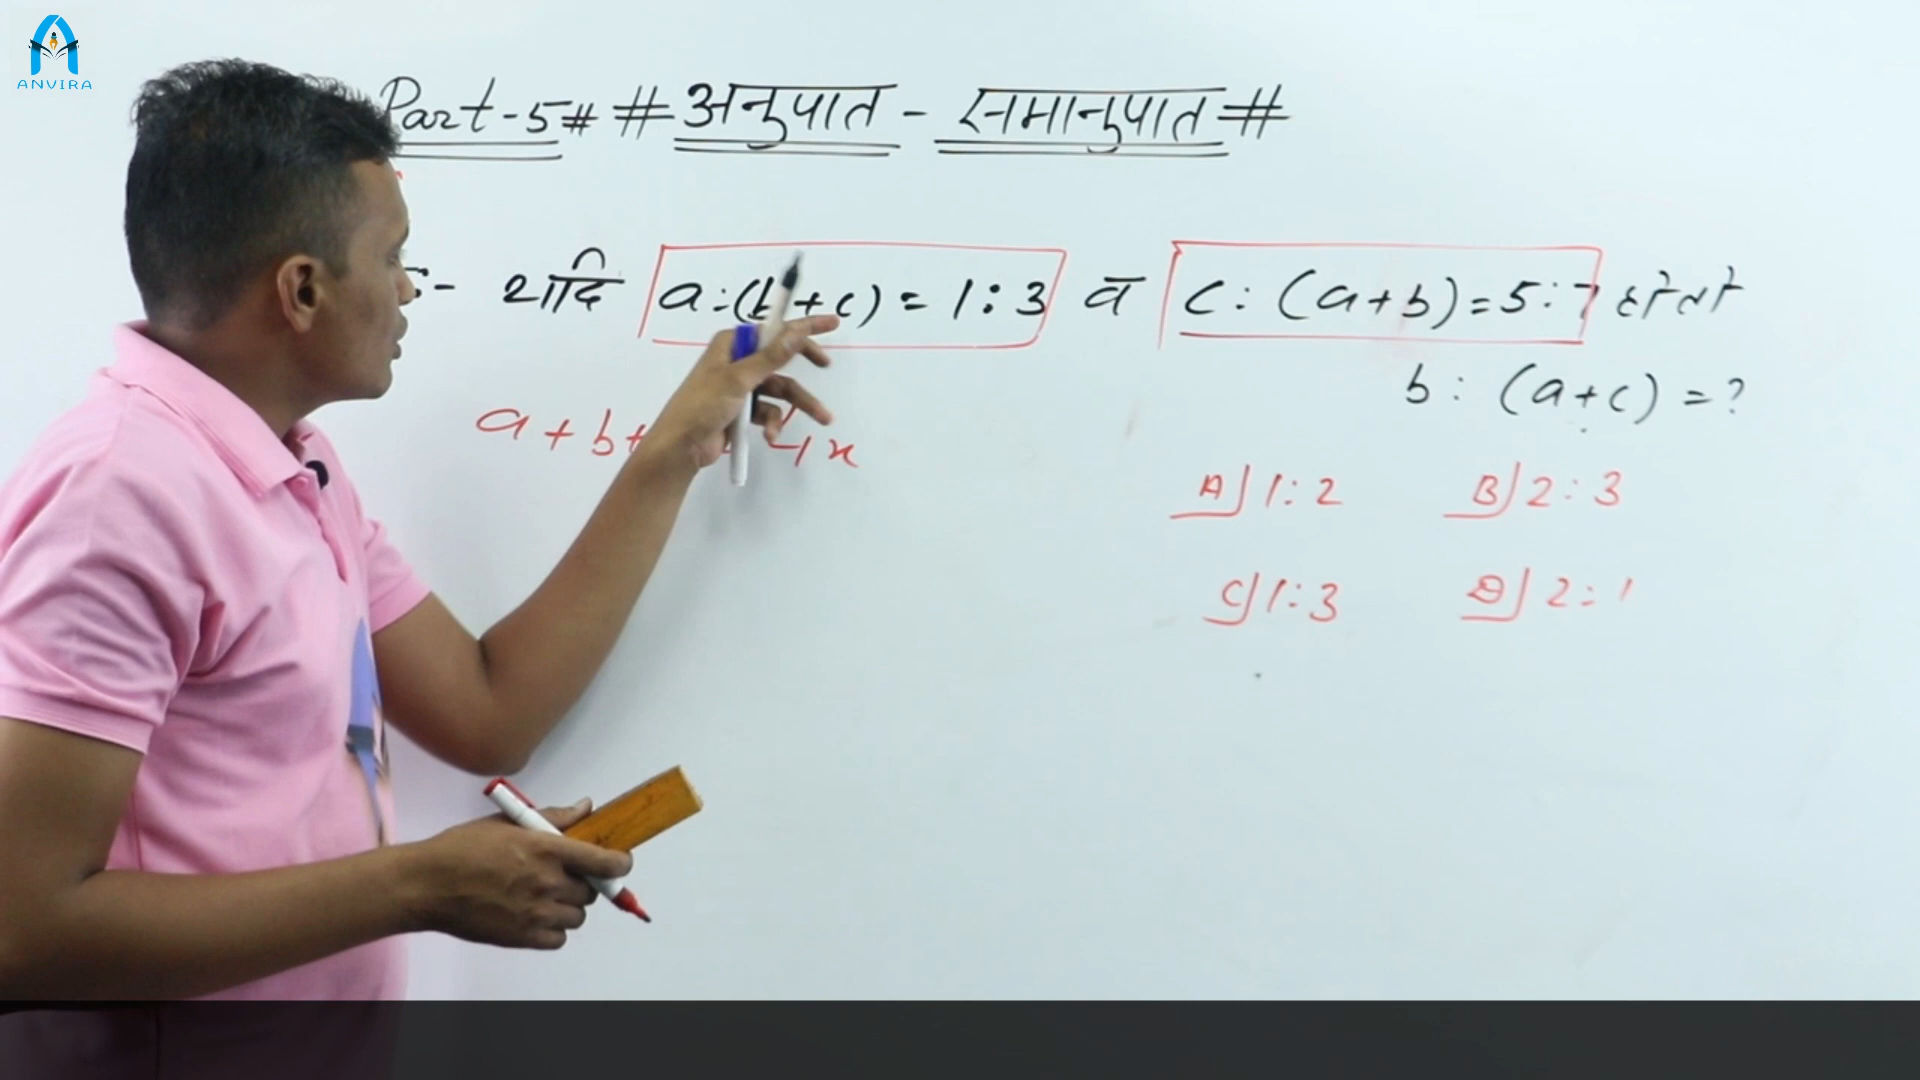 ANVIRA
Part-5# # अनुपात - समानुपात #
:- यदि a:(b+c) = 1:3 व c:(a+b)=5:7 हो तो
b : (a+c) = ?
a+b+ 4x
A) 1:2 B) 2:3
C) 1:3 D) 2:1